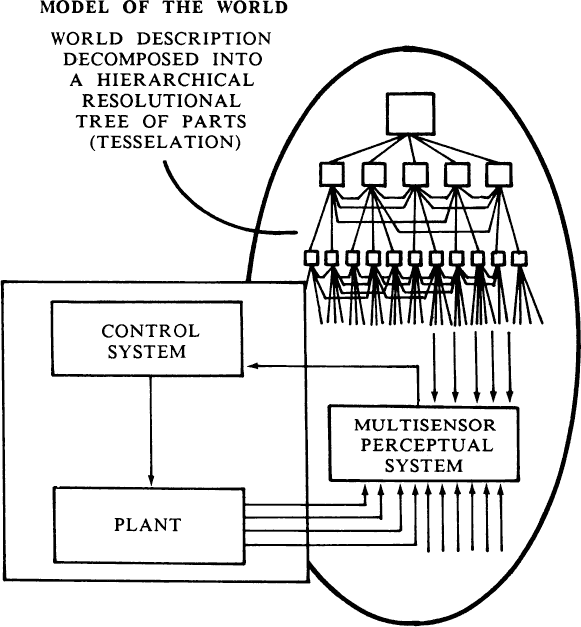 MODEL OF THE WORLD
WORLD DESCRIPTION
DECOMPOSED INTO
A HIERARCHICAL
RESOLUTIONAL
TREE OF PARTS
(TESSELATION)
CONTROL
SYSTEM
MULTISENSOR
PERCEPTUAL
SYSTEM
PLANT